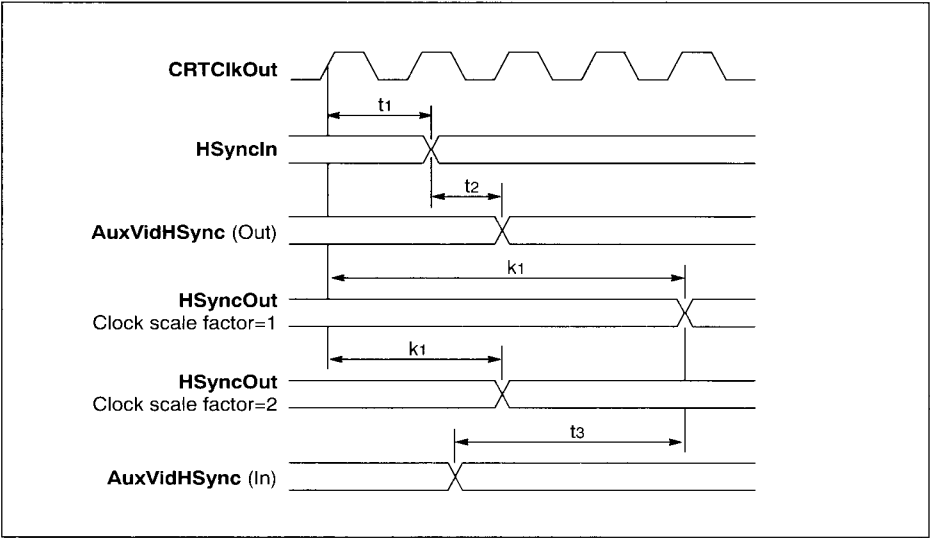 CRTClkOut
t1
HSyncIn
t2
AuxVidHSync (Out)
k1
HSyncOut
Clock scale factor=1
k1
HSyncOut
Clock scale factor=2
t3
AuxVidHSync (In)